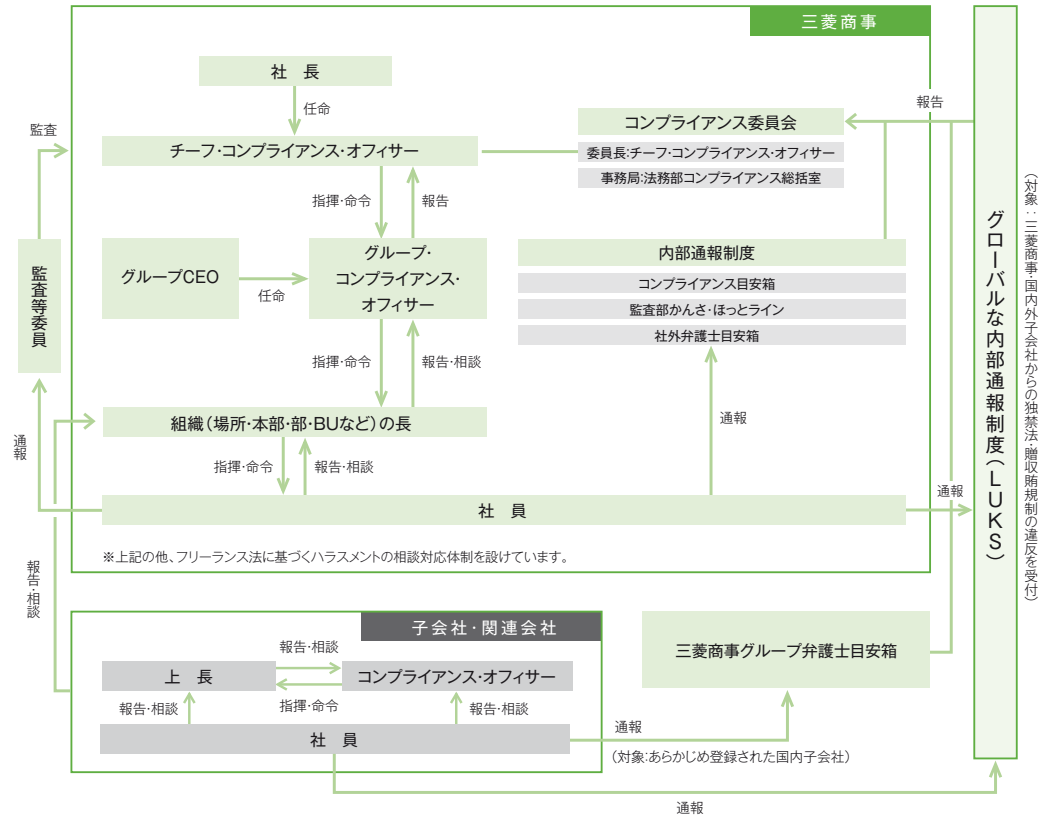 三菱商事
社 長
任命
チーフ・コンプライアンス・オフィサー
コンプライアンス委員会
委員長:チーフ・コンプライアンス・オフィサー
事務局:法務部コンプライアンス総括室
報告
監査
監査等委員
指揮・命令
報告
グループCEO
任命
グループ・
コンプライアンス・
オフィサー
内部通報制度
コンプライアンス目安箱
監査部かんさ・ほっとライン
社外弁護士目安箱
指揮・命令
報告・相談
組織(場所・本部・部・BUなど)の長
通報
指揮・命令
報告・相談
通報
社 員
通報
※上記の他、フリーランス法に基づくハラスメントの相談対応体制を設けています。
グローバルな内部通報制度(LUKS)
(対象:三菱商事・国内外子会社からの独禁法・贈収賄規制の違反を受付)
報告・相談
子会社・関連会社
上 長
報告・相談
指揮・命令
コンプライアンス・オフィサー
報告・相談
報告・相談
社 員
三菱商事グループ弁護士目安箱
通報
(対象:あらかじめ登録された国内子会社)
通報